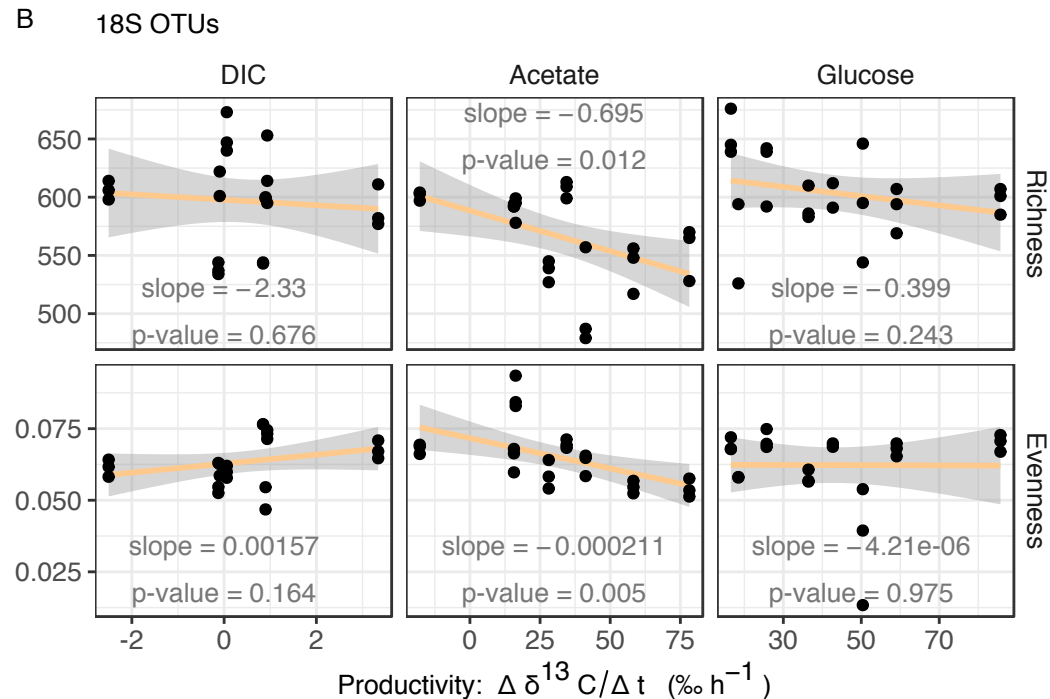 B
18S OTUs
DIC Acetate Glucose
650
600
550
500
slope = −2.33
p-value = 0.676
slope = −0.695
p-value = 0.012
slope = −0.399
p-value = 0.243
Richness
0.075
0.050
0.025
slope = 0.00157
p-value = 0.164
slope = −0.000211
p-value = 0.005
slope = −4.21e-06
p-value = 0.975
Evenness
-2 0 2 0 25 50 75 30 50 70
Productivity: Δ δ¹³ C/Δ t (‰ h⁻¹ )